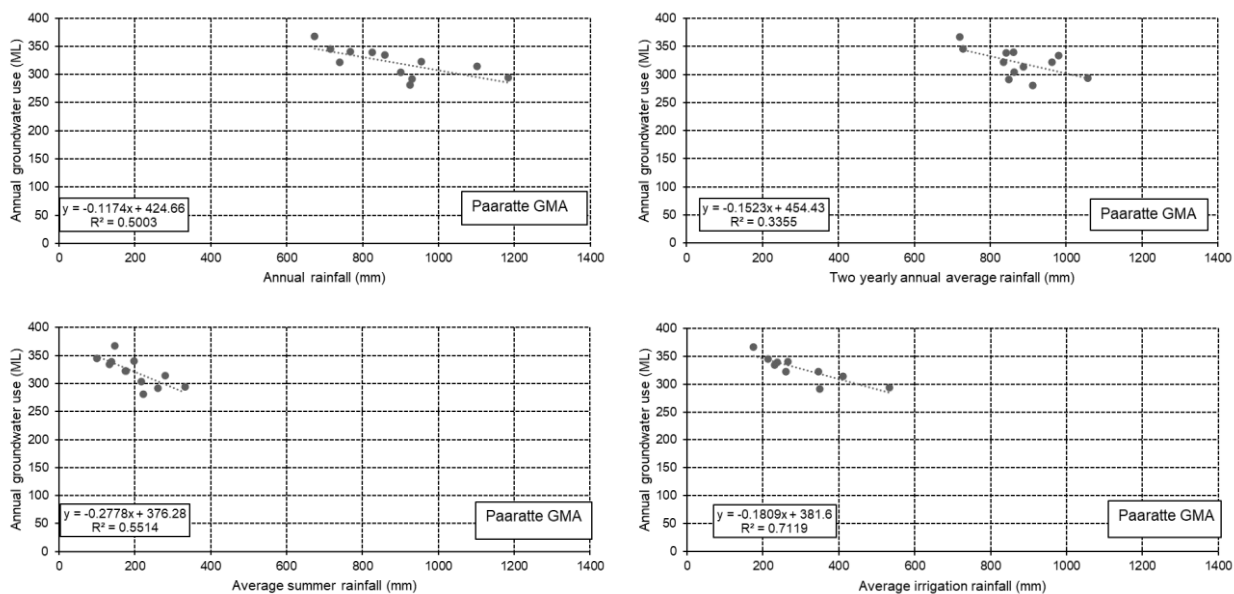 400
350
300
250
200
150
100
50
0
Annual groundwater use (ML)
y = -0.1174x + 424.66
R² = 0.5003
Paaratte GMA
0 200 400 600 800 1000 1200 1400
Annual rainfall (mm)
400
350
300
250
200
150
100
50
0
Annual groundwater use (ML)
y = -0.1523x + 454.43
R² = 0.3355
Paaratte GMA
0 200 400 600 800 1000 1200 1400
Two yearly annual average rainfall (mm)
400
350
300
250
200
150
100
50
0
Annual groundwater use (ML)
y = -0.2778x + 376.28
R² = 0.5514
Paaratte GMA
0 200 400 600 800 1000 1200 1400
Average summer rainfall (mm)
400
350
300
250
200
150
100
50
0
Annual groundwater use (ML)
y = -0.1809x + 381.6
R² = 0.7119
Paaratte GMA
0 200 400 600 800 1000 1200 1400
Average irrigation rainfall (mm)